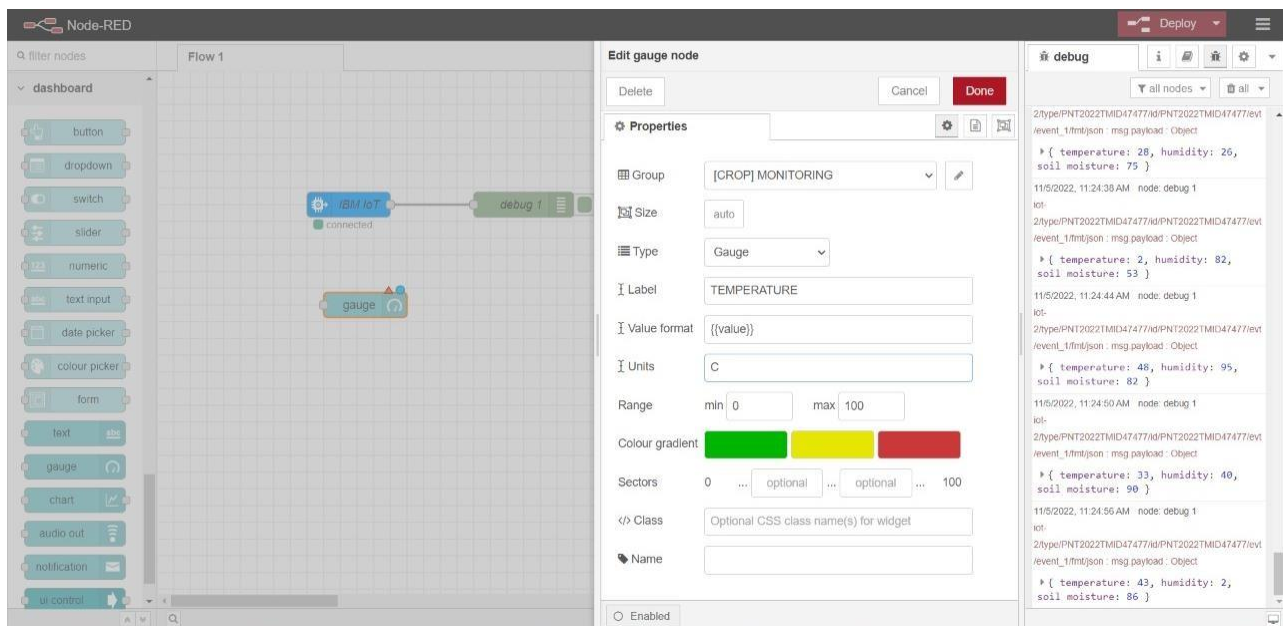 Node-RED
Deploy
filter nodes
Flow 1
dashboard
button
dropdown
switch
slider
numeric
text input
date picker
colour picker
form
text
gauge
chart
audio out
notification
ui control
IBM IoT
connected
debug 1
gauge
Edit gauge node
Delete
Cancel
Done
Properties
Group
[CROP] MONITORING
Size
auto
Type
Gauge
Label
TEMPERATURE
Value format
{{value}}
Units
C
Range
min 0
max 100
Colour gradient
Sectors
0 ... optional ... optional ... 100
</> Class
Optional CSS class name(s) for widget
Name
Enabled
debug
all nodes
all
2/type/PNT2022TMID47477/id/PNT2022TMID47477/evt
/event_1/fmt/json : msg.payload : Object
{ temperature: 28, humidity: 26,
soil moisture: 75 }
11/5/2022, 11:24:38 AM node: debug 1
iot-
2/type/PNT2022TMID47477/id/PNT2022TMID47477/evt
/event_1/fmt/json : msg.payload : Object
{ temperature: 2, humidity: 82,
soil moisture: 53 }
11/5/2022, 11:24:44 AM node: debug 1
iot-
2/type/PNT2022TMID47477/id/PNT2022TMID47477/evt
/event_1/fmt/json : msg.payload : Object
{ temperature: 48, humidity: 95,
soil moisture: 82 }
11/5/2022, 11:24:50 AM node: debug 1
iot-
2/type/PNT2022TMID47477/id/PNT2022TMID47477/evt
/event_1/fmt/json : msg.payload : Object
{ temperature: 33, humidity: 40,
soil moisture: 90 }
11/5/2022, 11:24:56 AM node: debug 1
iot-
2/type/PNT2022TMID47477/id/PNT2022TMID47477/evt
/event_1/fmt/json : msg.payload : Object
{ temperature: 43, humidity: 2,
soil moisture: 86 }